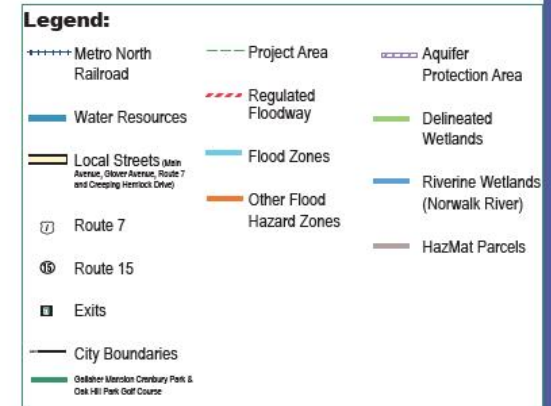 Legend:
Metro North
Railroad
Water Resources
Local Streets (Main
Avenue, Glover Avenue, Route 7
and Creeping Hemlock Drive)
7
Route 7
15
Route 15
Exits
City Boundaries
Gallaher Mansion Cranbury Park &
Oak Hill Park Golf Course
Project Area
Regulated
Floodway
Flood Zones
Other Flood
Hazard Zones
Aquifer
Protection Area
Delineated
Wetlands
Riverine Wetlands
(Norwalk River)
HazMat Parcels